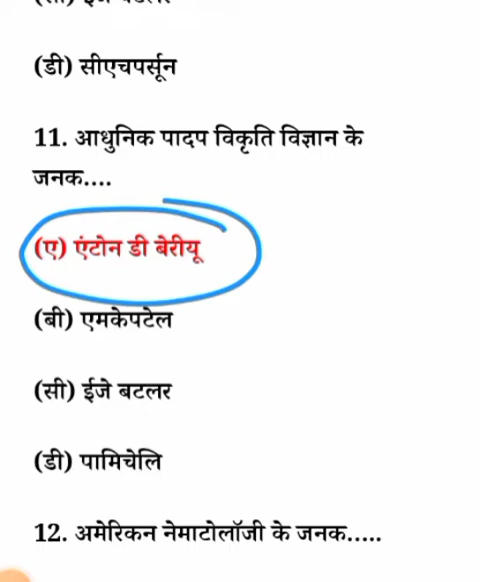 (डी) सीएचपर्सून
11. आधुनिक पादप विकृति विज्ञान के
जनक....
(ए) एंटोन डी बेरीयू
(बी) एमकेपटेल
(सी) ईजे बटलर
(डी) पामिचेलि
12. अमेरिकन नेमाटोलॉजी के जनक.....